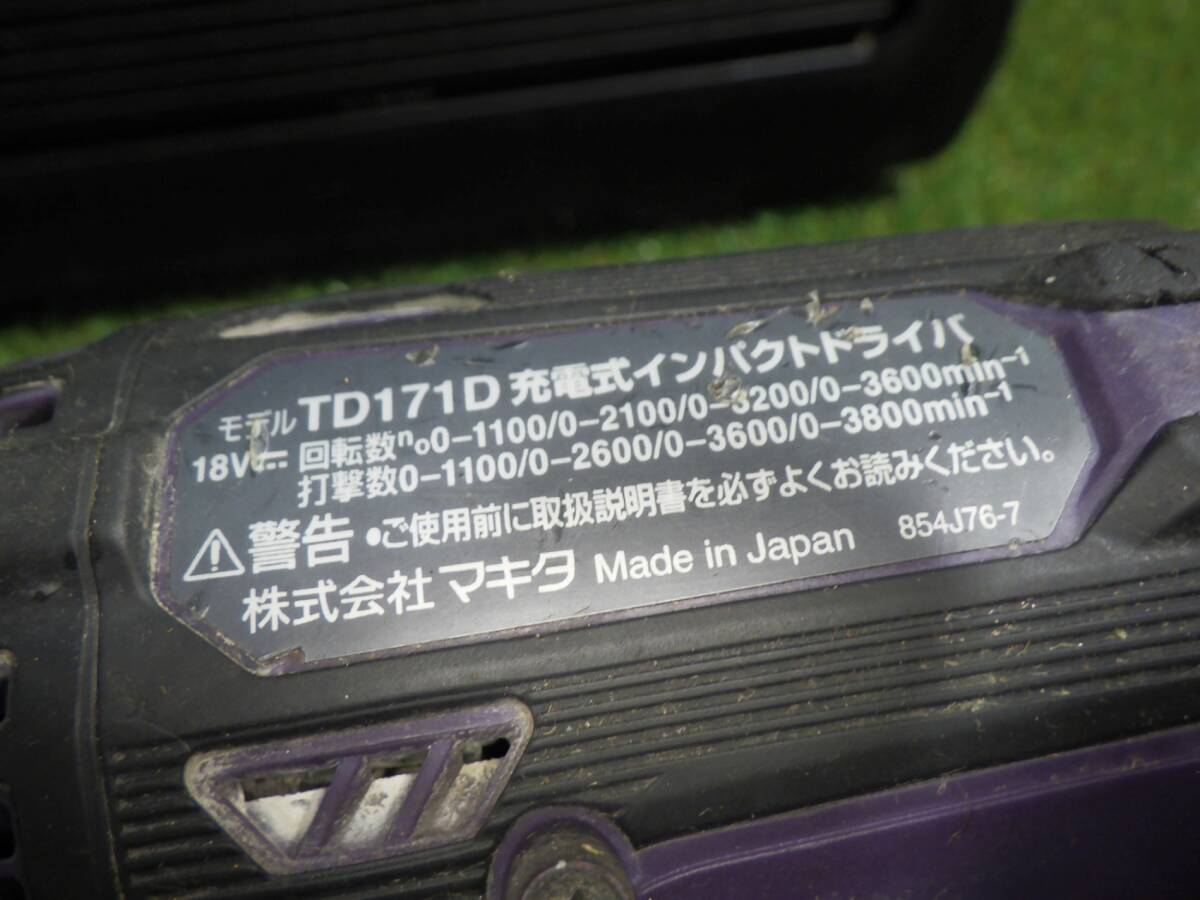 モデル TD171D 充電式インパクトドライバ
18V⎓ 回転数n₀0-1100/0-2100/0-3200/0-3600min⁻¹
打撃数0-1100/0-2600/0-3600/0-3800min⁻¹
⚠警告 •ご使用前に取扱説明書を必ずよくお読みください。
株式会社マキタ Made in Japan 854J76-7